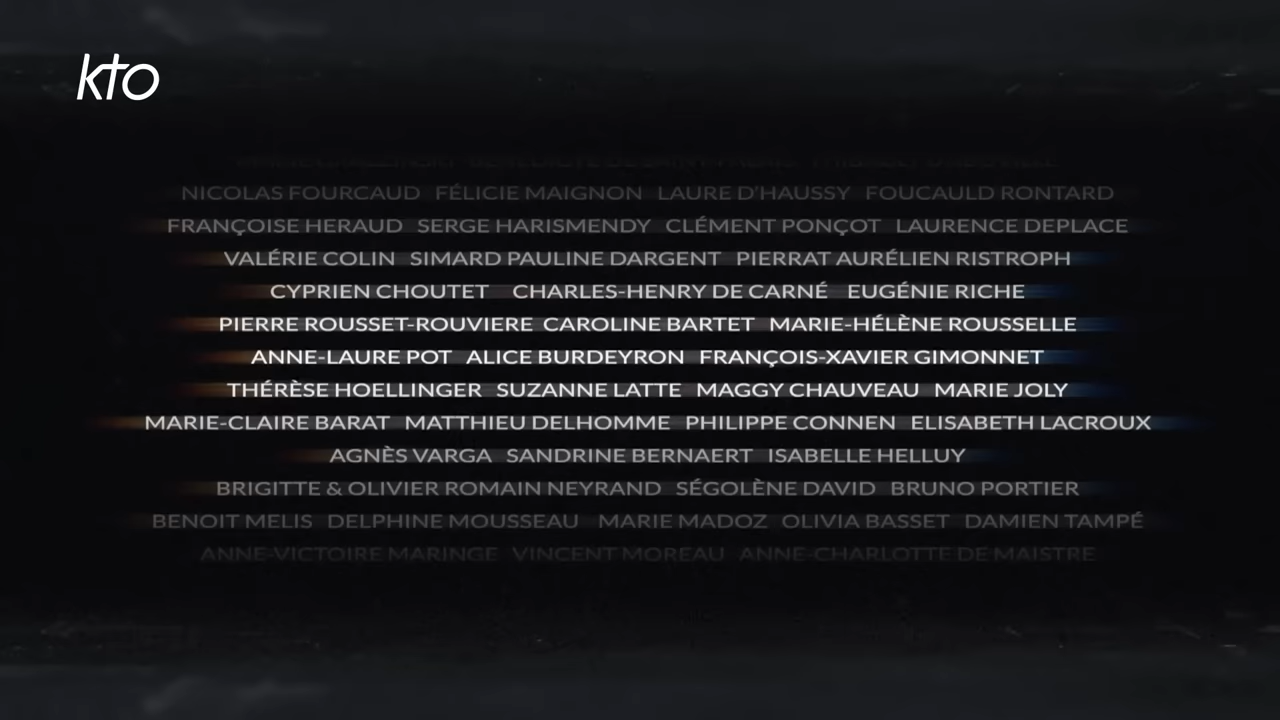 kto
NICOLAS FOURCAUD FÉLICIE MAIGNON LAURE D'HAUSSY FOUCAULD RONTARD
FRANÇOISE HERAUD SERGE HARISMENDY CLÉMENT PONÇOT LAURENCE DEPLACE
VALÉRIE COLIN SIMARD PAULINE DARGENT PIERRAT AURÉLIEN RISTROPH
CYPRIEN CHOUTET CHARLES-HENRY DE CARNÉ EUGÉNIE RICHE
PIERRE ROUSSET-ROUVIERE CAROLINE BARTET MARIE-HÉLÈNE ROUSSELLE
ANNE-LAURE POT ALICE BURDEYRON FRANÇOIS-XAVIER GIMONNET
THÉRÈSE HOELLINGER SUZANNE LATTE MAGGY CHAUVEAU MARIE JOLY
MARIE-CLAIRE BARAT MATTHIEU DELHOMME PHILIPPE CONNEN ELISABETH LACROUX
AGNÈS VARGA SANDRINE BERNAERT ISABELLE HELLUY
BRIGITTE & OLIVIER ROMAIN NEYRAND SÉGOLÈNE DAVID BRUNO PORTIER
BENOIT MELIS DELPHINE MOUSSEAU MARIE MADOZ OLIVIA BASSET DAMIEN TAMPÉ
ANNE-VICTOIRE MARINGE VINCENT MOREAU ANNE-CHARLOTTE DE MAISTRE